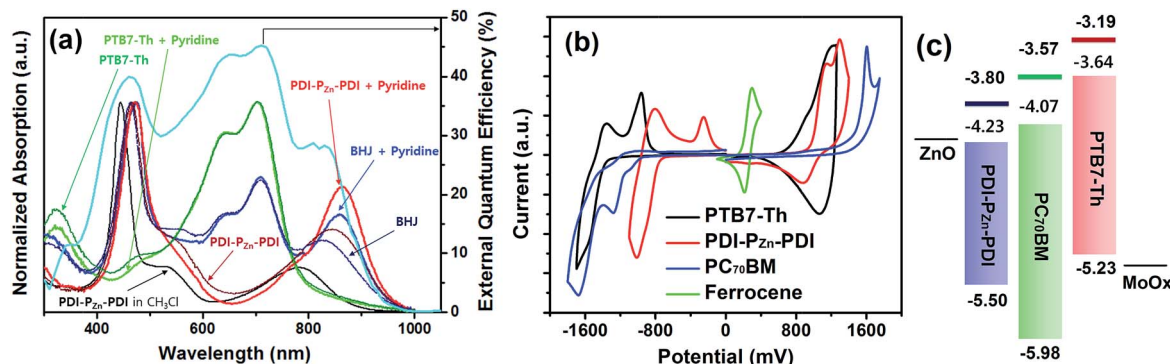 (a)
PTB7-Th + Pyridine
PTB7-Th
PDI-PZn-PDI + Pyridine
BHJ + Pyridine
BHJ
PDI-PZn-PDI
PDI-PZn-PDI in CH3Cl
Normalized Absorption (a.u.)
External Quantum Efficiency (%)
50
40
30
20
10
0
400 600 800 1000
Wavelength (nm)
(b)
Current (a.u.)
PTB7-Th
PDI-PZn-PDI
PC70BM
Ferrocene
-1600 -800 0 800 1600
Potential (mV)
(c)
-3.19
-3.57
-3.64
-3.80
-4.07
-4.23
ZnO
PDI-PZn-PDI
PC70BM
PTB7-Th
-5.23
MoOx
-5.50
-5.98